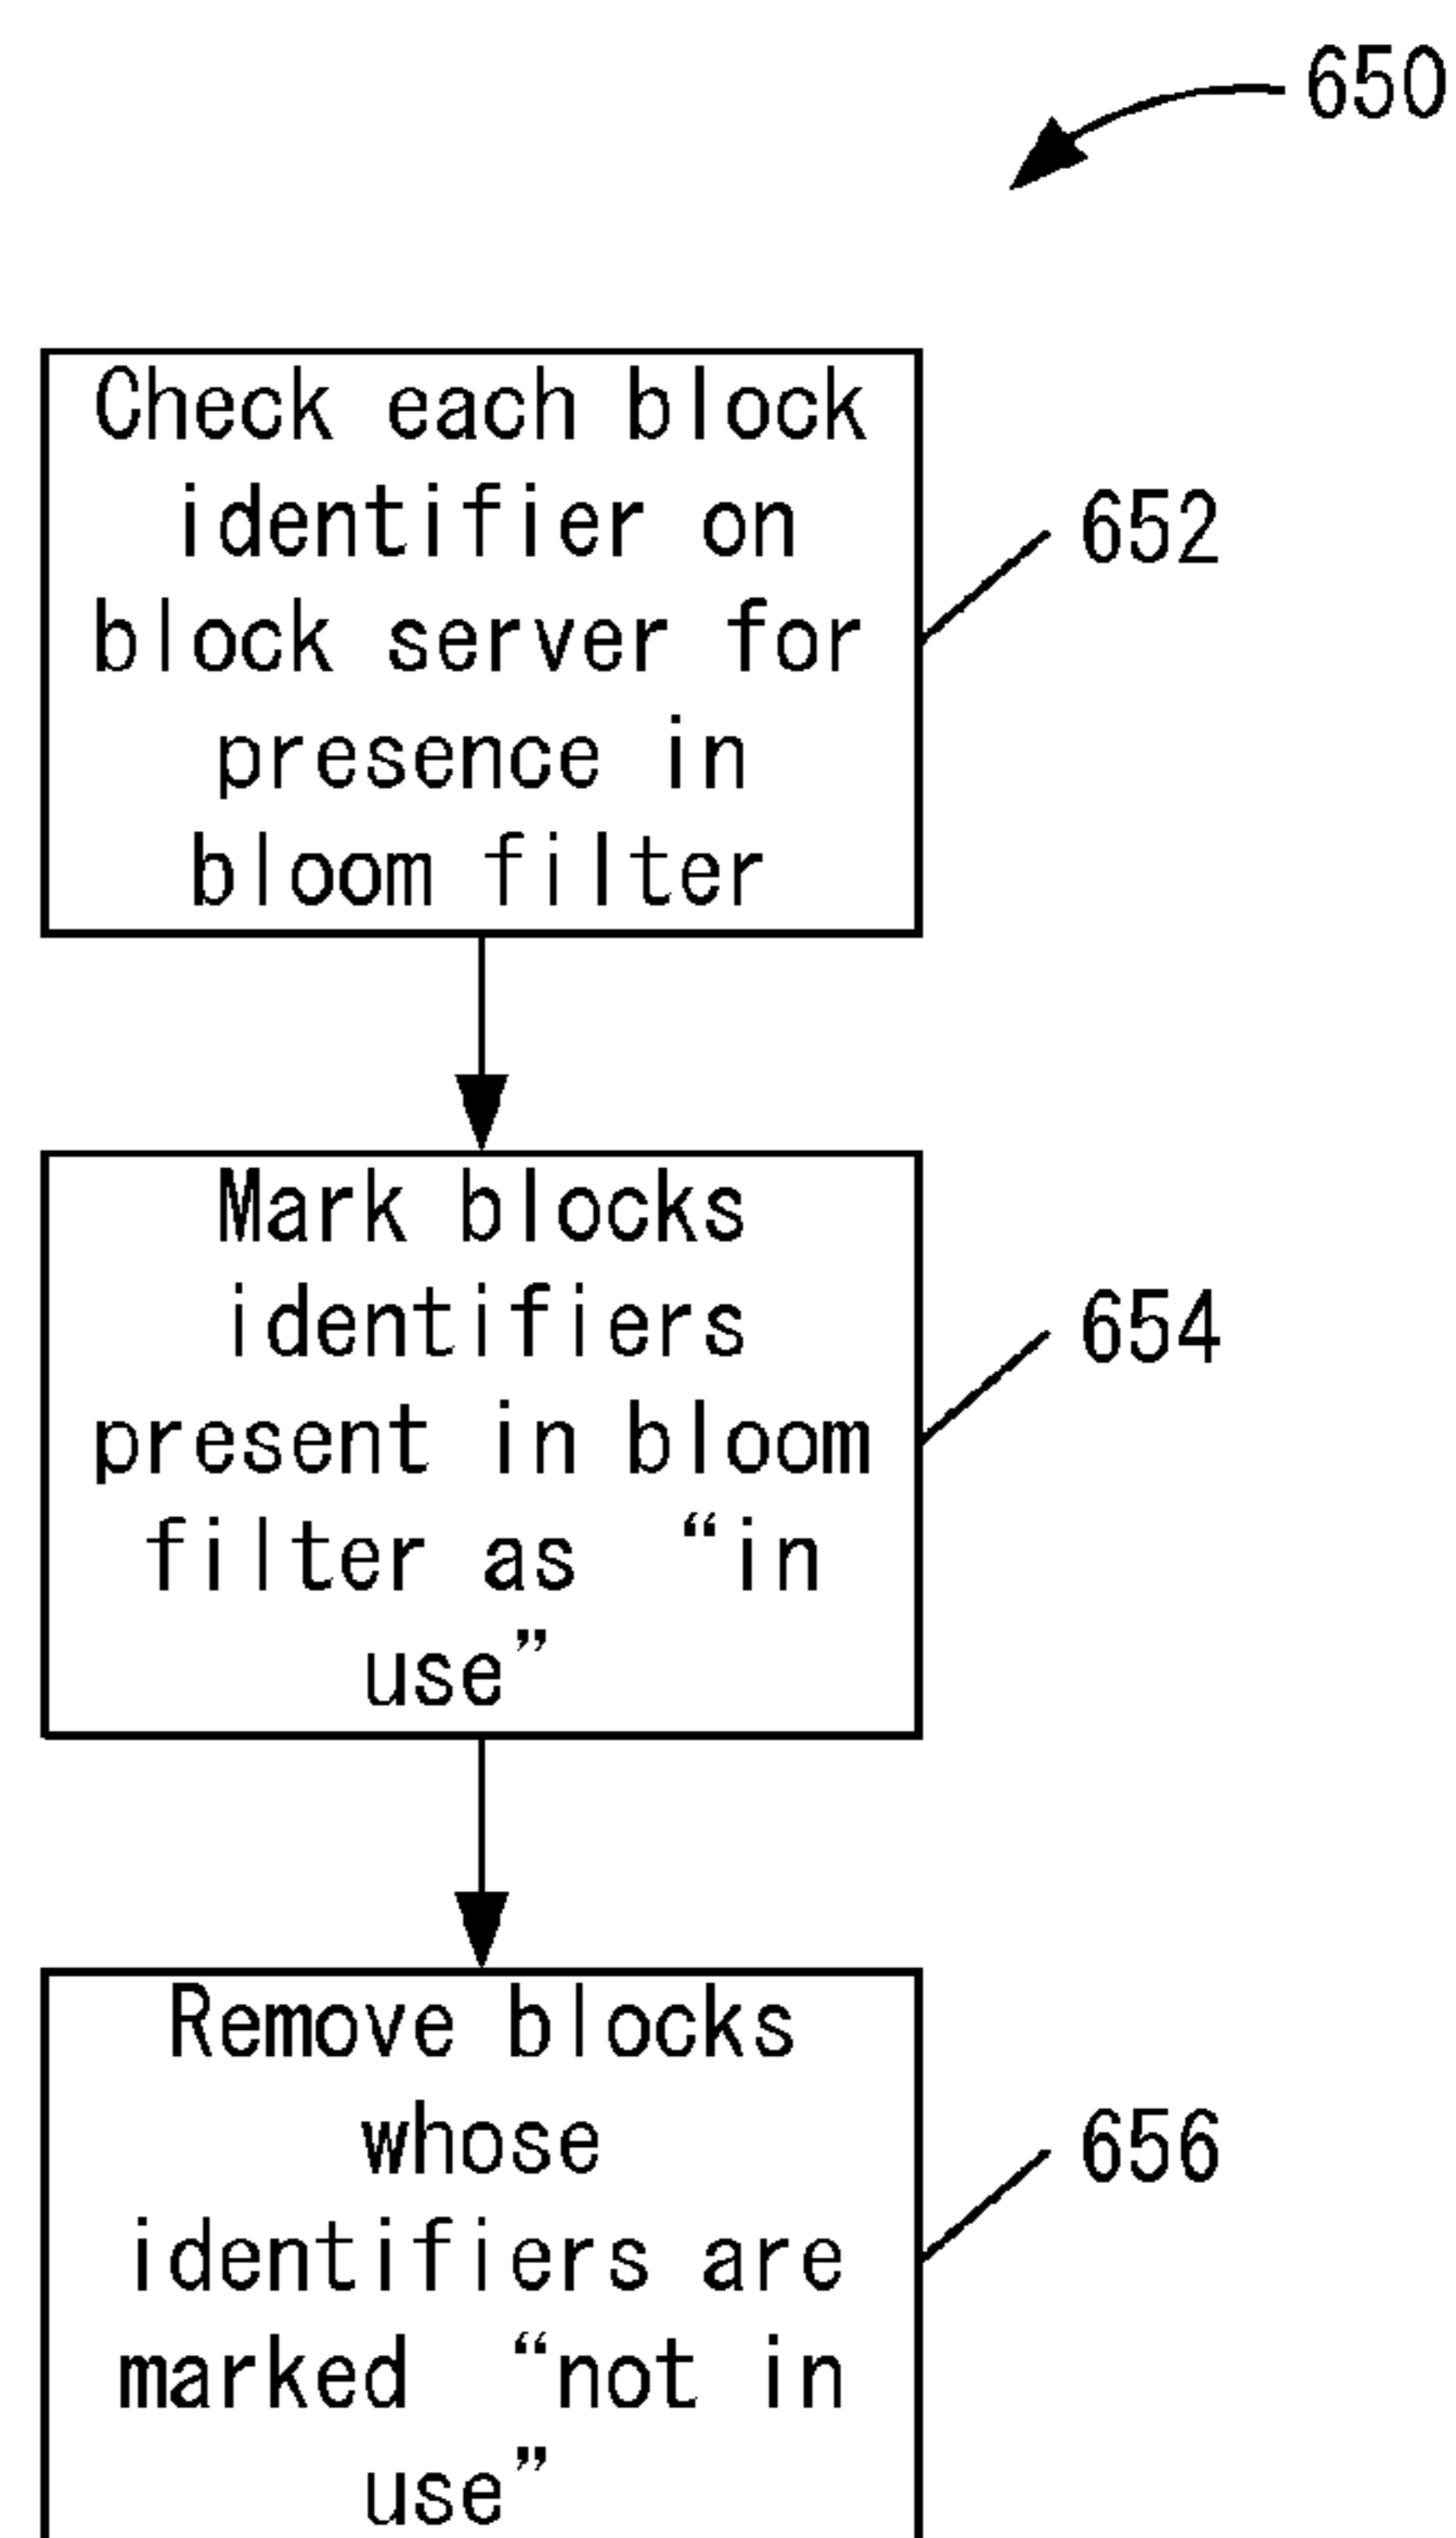 650
Check each block
identifier on
block server for
presence in
bloom filter
652
Mark blocks
identifiers
present in bloom
filter as “in
use”
654
Remove blocks
whose
identifiers are
marked “not in
use”
656